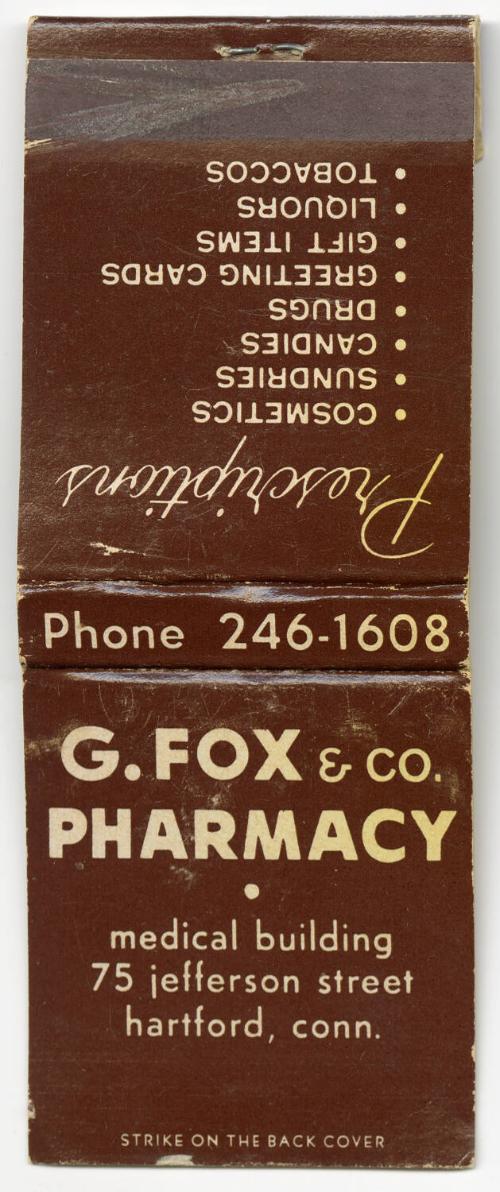 Prescriptions
• COSMETICS
• SUNDRIES
• CANDIES
• DRUGS
• GREETING CARDS
• GIFT ITEMS
• LIQUORS
• TOBACCOS
Phone 246-1608
G. FOX & CO.
PHARMACY
•
medical building
75 jefferson street
hartford, conn.
STRIKE ON THE BACK COVER